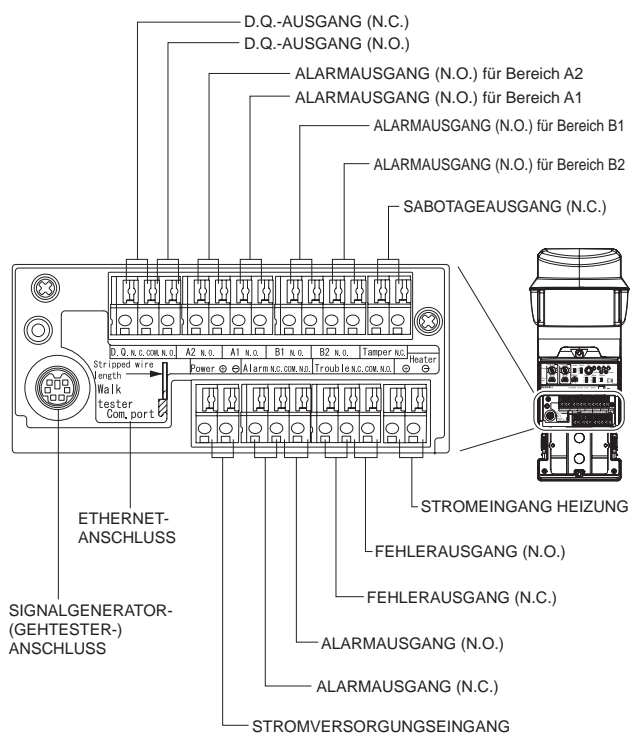 D.Q.-AUSGANG (N.C.)
D.Q.-AUSGANG (N.O.)
ALARMAUSGANG (N.O.) für Bereich A2
ALARMAUSGANG (N.O.) für Bereich A1
ALARMAUSGANG (N.O.) für Bereich B1
ALARMAUSGANG (N.O.) für Bereich B2
SABOTAGEAUSGANG (N.C.)
D.Q. N.C. COM. N.O. A2 N.O. A1 N.O. B1 N.O. B2 N.O. Tamper N.C.
Heater
Stripped wire
length
Power ⊕ ⊖ Alarm N.C. COM. N.O. Trouble N.C. COM. N.O. ⊕ ⊖
Walk
tester
Com. port
STROMEINGANG HEIZUNG
ETHERNET-
ANSCHLUSS
FEHLERAUSGANG (N.O.)
FEHLERAUSGANG (N.C.)
SIGNALGENERATOR-
(GEHTESTER-)
ANSCHLUSS
ALARMAUSGANG (N.O.)
ALARMAUSGANG (N.C.)
STROMVERSORGUNGSEINGANG